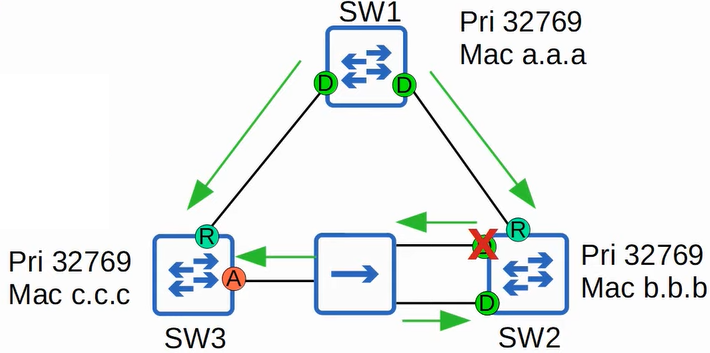 SW1
Pri 32769
Mac a.a.a
D
D
R
R
X
Pri 32769
Mac c.c.c
A
D
Pri 32769
Mac b.b.b
SW3
SW2